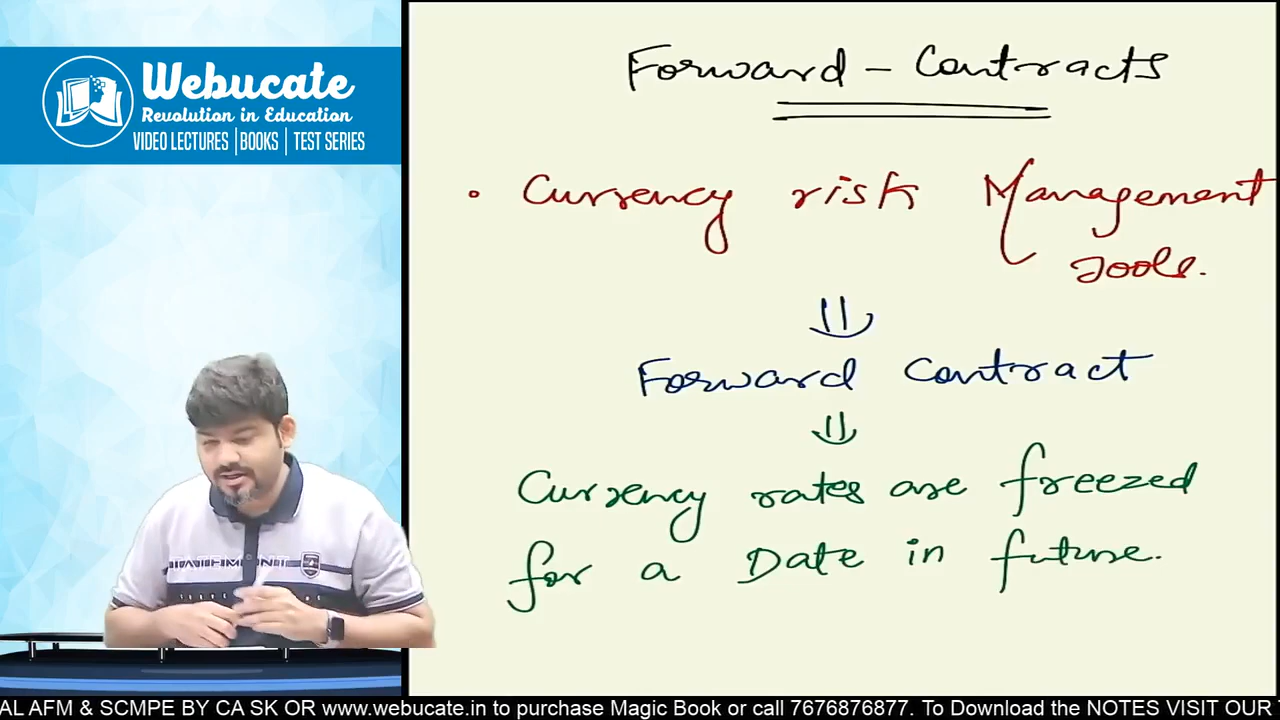 Webucate
Revolution in Education
VIDEO LECTURES | BOOKS | TEST SERIES
Forward - Contracts
• Currency risk Management
Tools.
⇓
Forward Contract
⇓
Currency rates are freezed
for a Date in future.
STATEMENT
AL AFM & SCMPE BY CA SK OR www.webucate.in to purchase Magic Book or call 7676876877. To Download the NOTES VISIT OUR